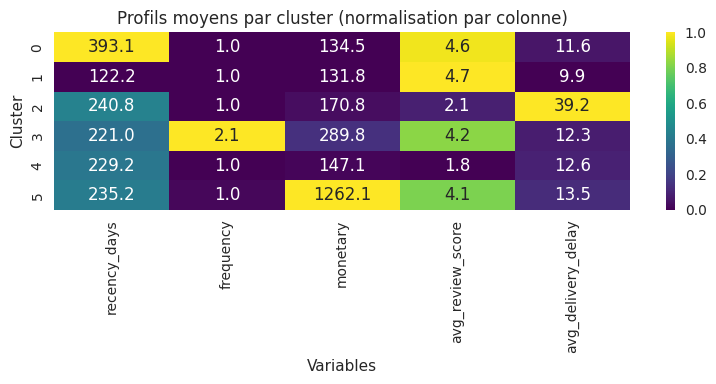 Profils moyens par cluster (normalisation par colonne)
Cluster
0 393.1 1.0 134.5 4.6 11.6
1 122.2 1.0 131.8 4.7 9.9
2 240.8 1.0 170.8 2.1 39.2
3 221.0 2.1 289.8 4.2 12.3
4 229.2 1.0 147.1 1.8 12.6
5 235.2 1.0 1262.1 4.1 13.5
recency_days
frequency
monetary
avg_review_score
avg_delivery_delay
Variables
1.0
0.8
0.6
0.4
0.2
0.0